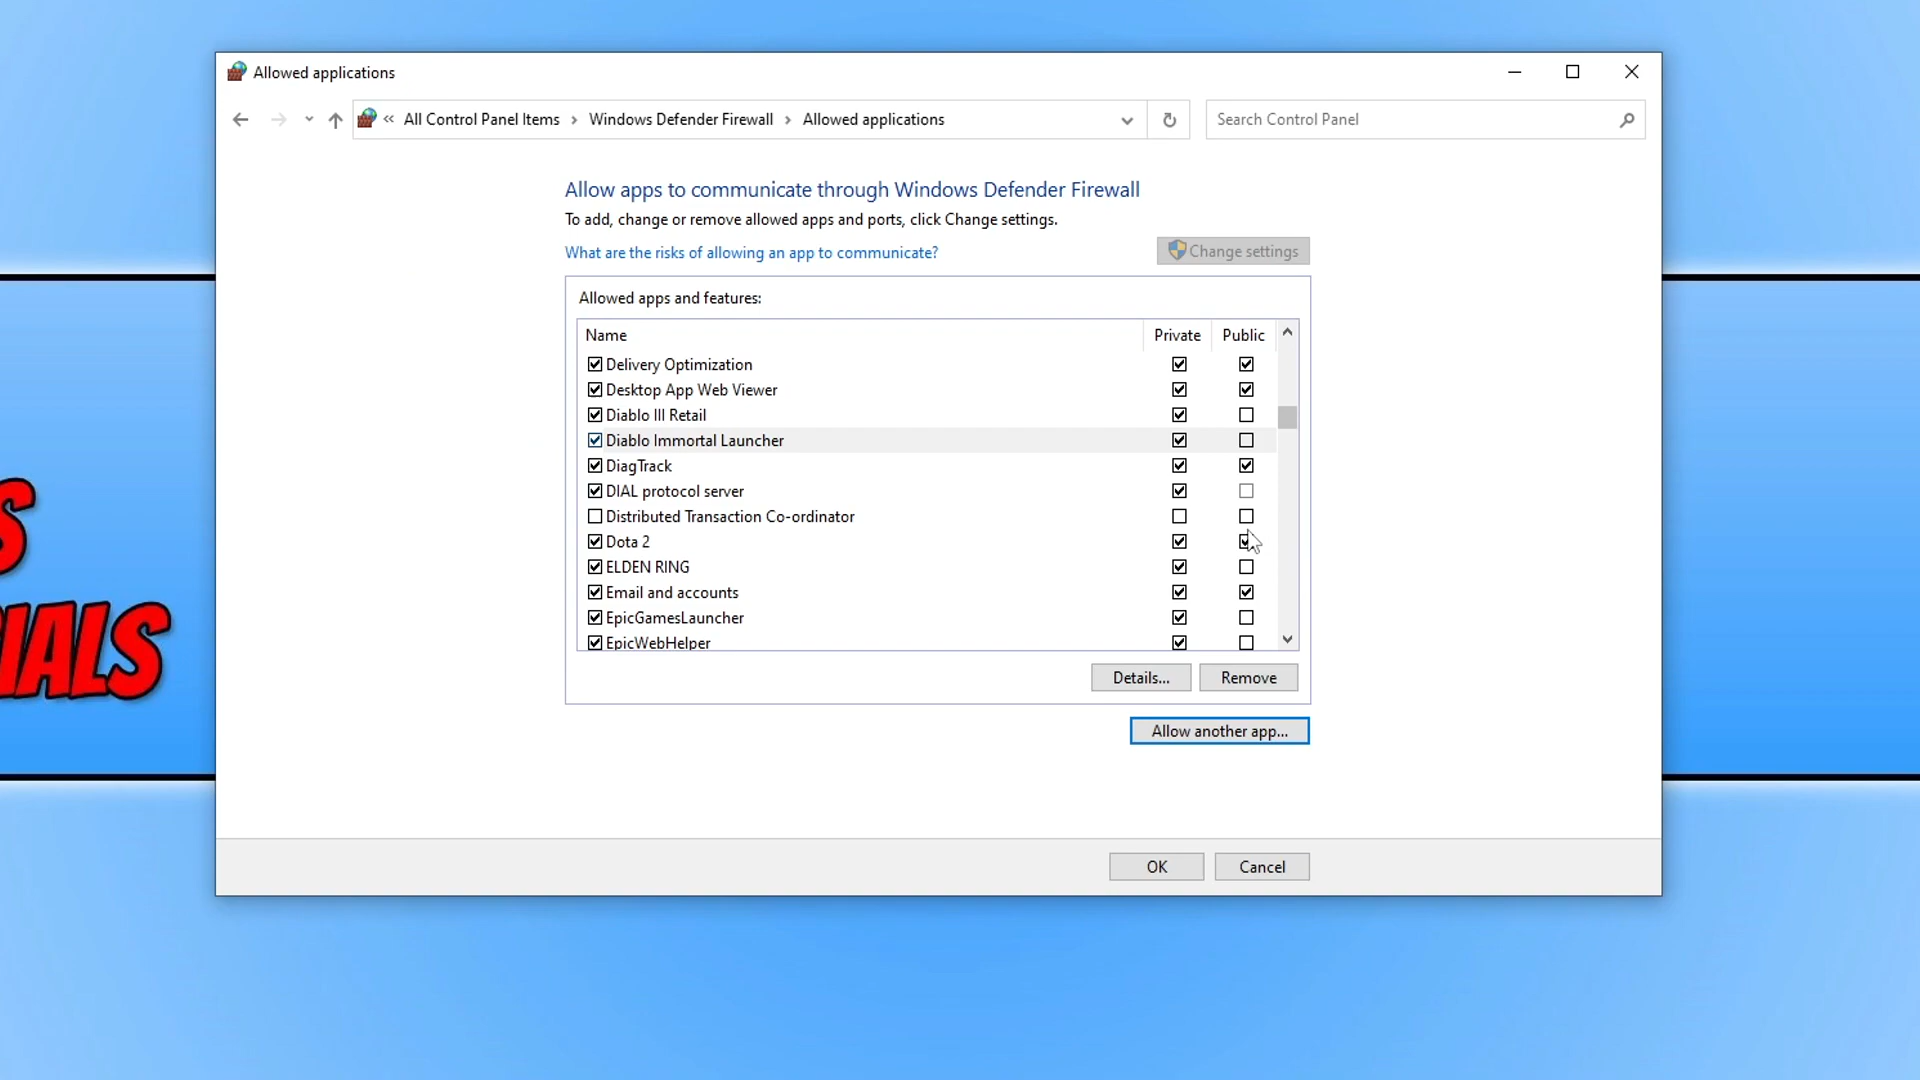 Allowed applications
« All Control Panel Items › Windows Defender Firewall › Allowed applications
Search Control Panel
Allow apps to communicate through Windows Defender Firewall
To add, change or remove allowed apps and ports, click Change settings.
What are the risks of allowing an app to communicate?
Change settings
Allowed apps and features:
Name Private Public
Delivery Optimization
Desktop App Web Viewer
Diablo III Retail
Diablo Immortal Launcher
DiagTrack
DIAL protocol server
Distributed Transaction Co-ordinator
Dota 2
ELDEN RING
Email and accounts
EpicGamesLauncher
EpicWebHelper
Details... Remove
Allow another app...
OK Cancel
S
IALS